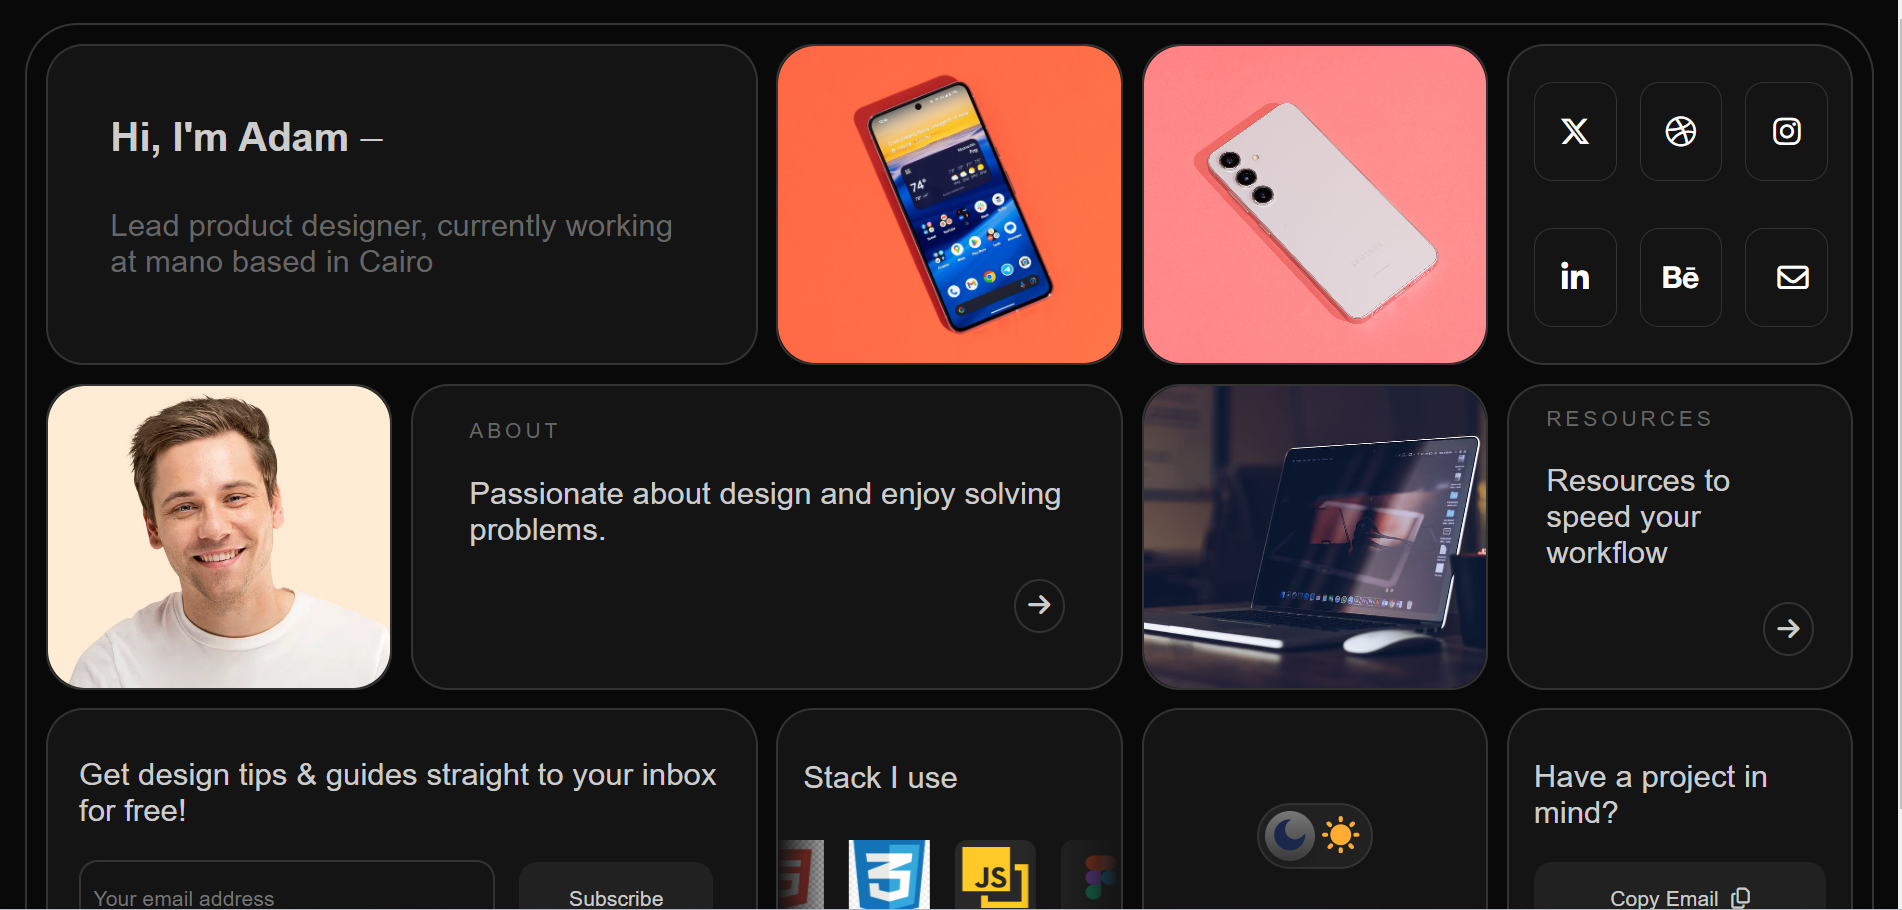 Hi, I'm Adam —
Lead product designer, currently working
at mano based in Cairo
74°
in
Bē
ABOUT
Passionate about design and enjoy solving
problems.
RESOURCES
Resources to
speed your
workflow
Get design tips & guides straight to your inbox
for free!
Your email address
Subscribe
Stack I use
JS
Have a project in
mind?
Copy Email